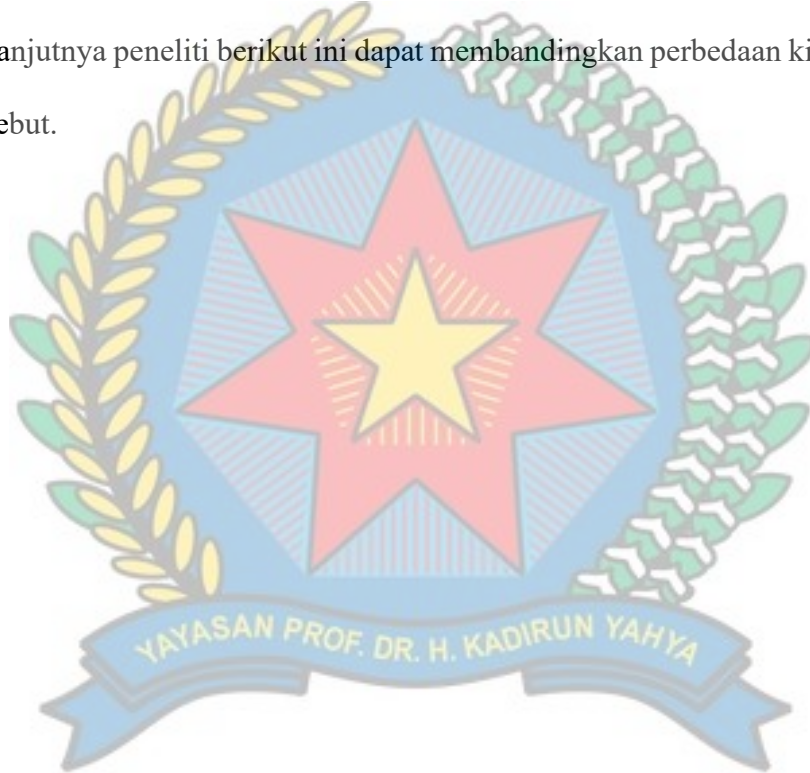 anjutnya peneliti berikut ini dapat membandingkan perbedaan ki
ebut.
YAYASAN PROF. DR. H. KADIRUN YAHYA